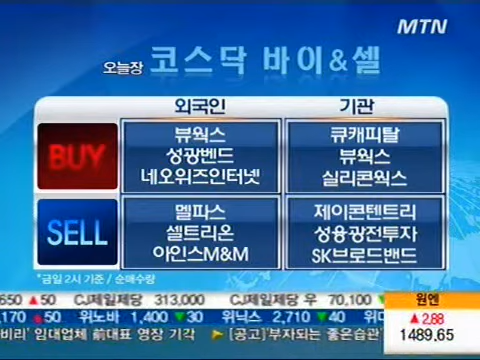 MTN
오늘장 코스닥 바이&셀
외국인 기관
BUY
뷰웍스 큐캐피탈
성광벤드 뷰웍스
네오위즈인터넷 실리콘웍스
SELL
멜파스 제이콘텐트리
셀트리온 성융광전투자
아인스M&M SK브로드밴드
*금일 2시 기준 / 순매수량
650 ▲50 CJ제일제당 313,000 CJ제일제당 우 70,100
170 ▲50 위노바 1,400 ▼30 위닉스 2,710 ▼40 위다
비리' 임대업체 前대표 영장 기각 ▶ [공고]'부자되는 좋은습관'
원엔
▲2.88
1489.65